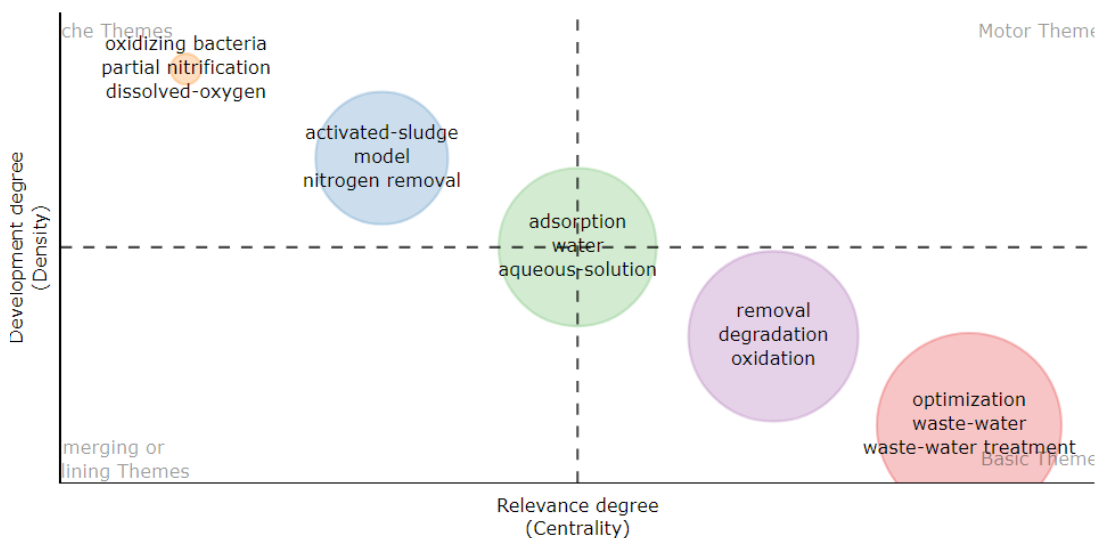 che Themes
Motor Theme
oxidizing bacteria
partial nitrification
dissolved-oxygen
activated-sludge
model
nitrogen removal
adsorption
water
aqueous-solution
removal
degradation
oxidation
optimization
waste-water
waste-water treatment
Basic Theme
merging or
lining Themes
Development degree
(Density)
Relevance degree
(Centrality)